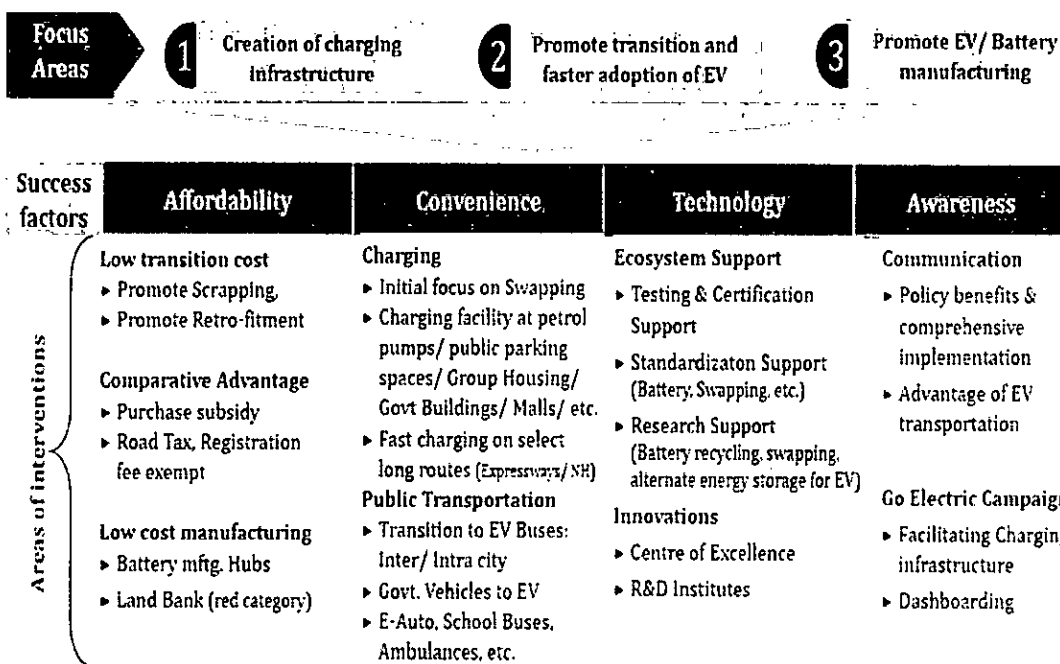 Focus
Areas
1
Creation of charging
Infrastructure
2
Promote transition and
faster adoption of EV
3
Promote EV/ Battery
manufacturing
Success
factors
Affordability
Convenience
Technology
Awareness
Areas of interventions
Low transition cost
▸ Promote Scrapping,
▸ Promote Retro-fitment
Comparative Advantage
▸ Purchase subsidy
▸ Road Tax, Registration
fee exempt
Low cost manufacturing
▸ Battery mftg. Hubs
▸ Land Bank (red category)
Charging
▸ Initial focus on Swapping
▸ Charging facility at petrol
pumps/ public parking
spaces/ Group Housing/
Govt Buildings/ Malls/ etc.
▸ Fast charging on select
long routes (Expressways/ NH)
Public Transportation
▸ Transition to EV Buses:
Inter/ Intra city
▸ Govt. Vehicles to EV
▸ E-Auto, School Buses,
Ambulances, etc.
Ecosystem Support
▸ Testing & Certification
Support
▸ Standardizaton Support
(Battery, Swapping, etc.)
▸ Research Support
(Battery recycling, swapping,
alternate energy storage for EV)
Innovations
▸ Centre of Excellence
▸ R&D Institutes
Communication
▸ Policy benefits &
comprehensive
implementation
▸ Advantage of EV
transportation
Go Electric Campaig
▸ Facilitating Charging
infrastructure
▸ Dashboarding